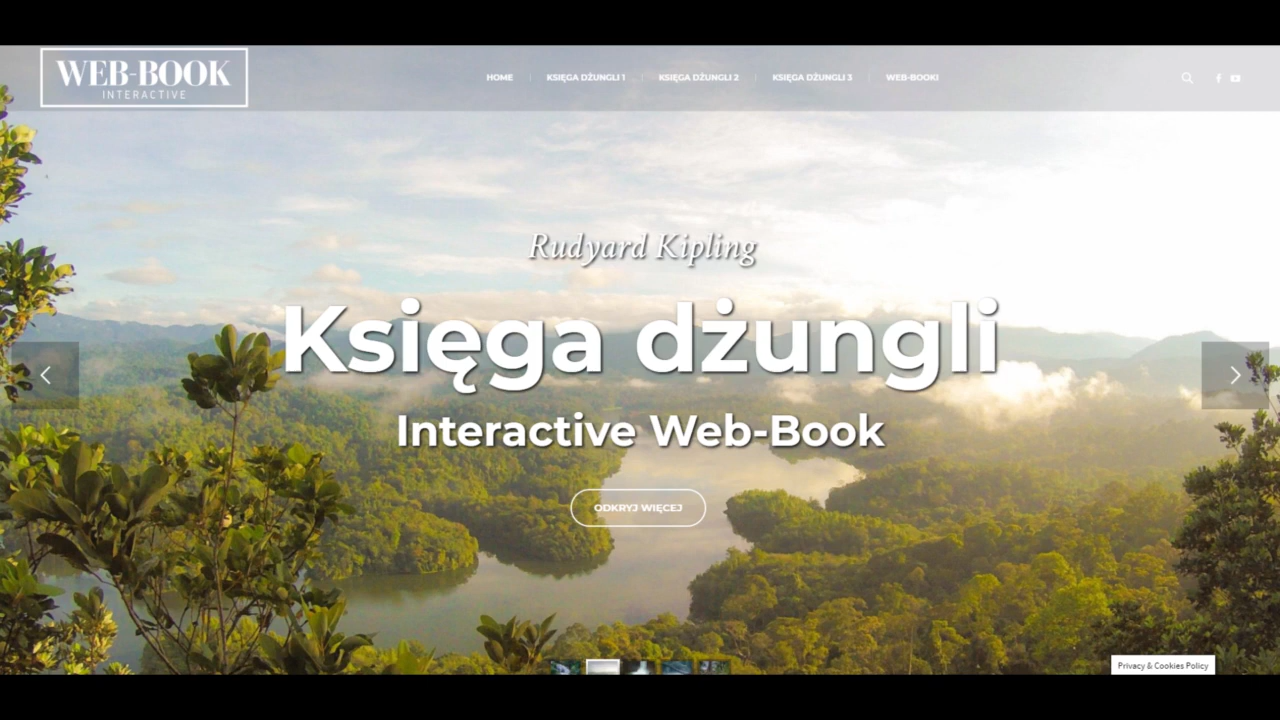 WEB-BOOK
INTERACTIVE
HOME
KSIĘGA DŻUNGLI 1
KSIĘGA DŻUNGLI 2
KSIĘGA DŻUNGLI 3
WEB-BOOKI
Rudyard Kipling
Księga dżungli
Interactive Web-Book
ODKRYJ WIĘCEJ
Privacy & Cookies Policy